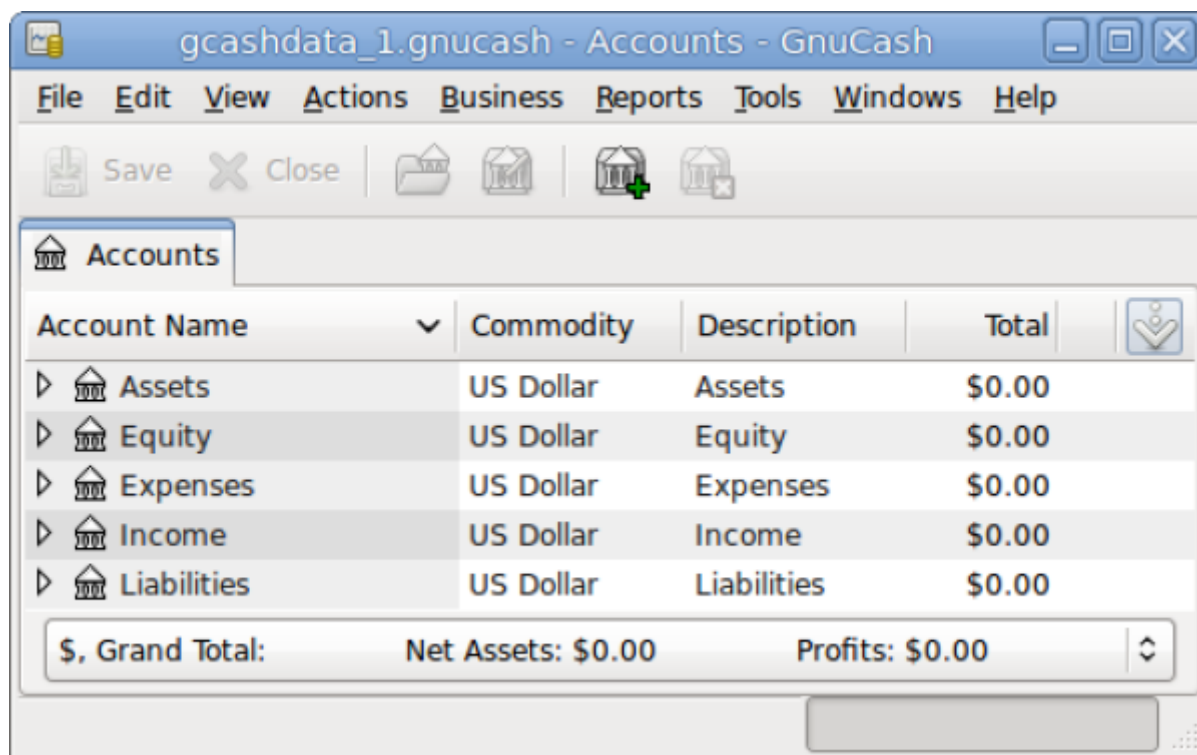 gcashdata_1.gnucash - Accounts - GnuCash
File Edit View Actions Business Reports Tools Windows Help
Save Close
Accounts
Account Name Commodity Description Total
Assets US Dollar Assets $0.00
Equity US Dollar Equity $0.00
Expenses US Dollar Expenses $0.00
Income US Dollar Income $0.00
Liabilities US Dollar Liabilities $0.00
$, Grand Total: Net Assets: $0.00 Profits: $0.00